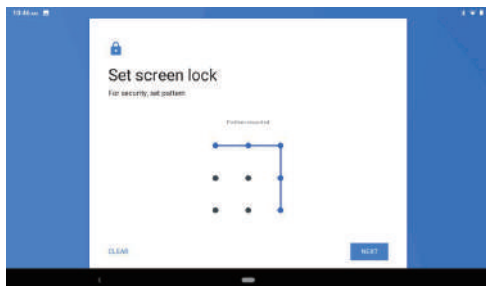 Set screen lock
For security, set pattern
Pattern recorded
CLEAR
NEXT